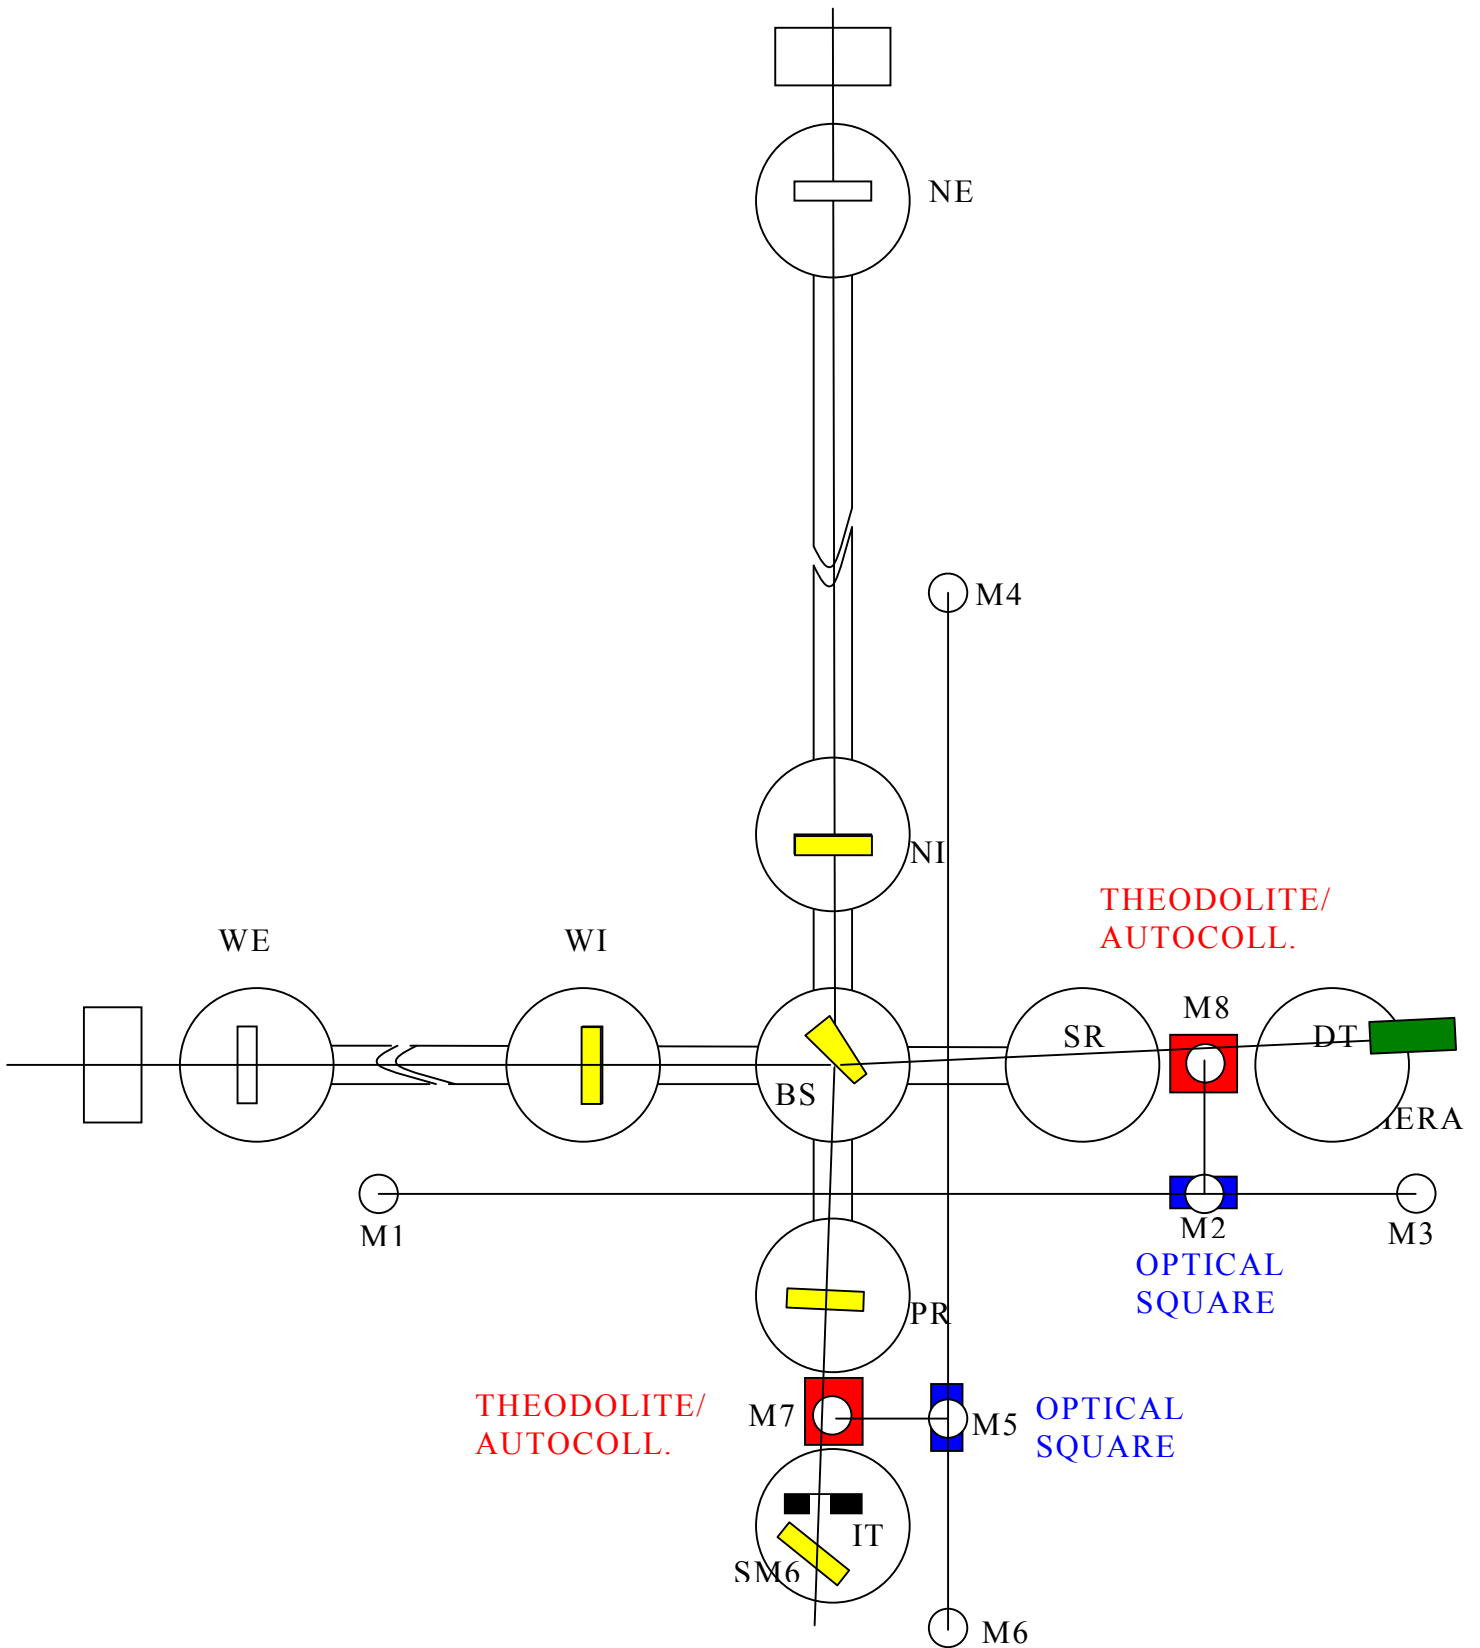 NE
M4
NI
THEODOLITE/
AUTOCOLL.
WE
WI
M8
SR
DT
BS
M1
M2
M3
OPTICAL
SQUARE
PR
THEODOLITE/
AUTOCOLL.
M7
M5
OPTICAL
SQUARE
IT
SM6
M6